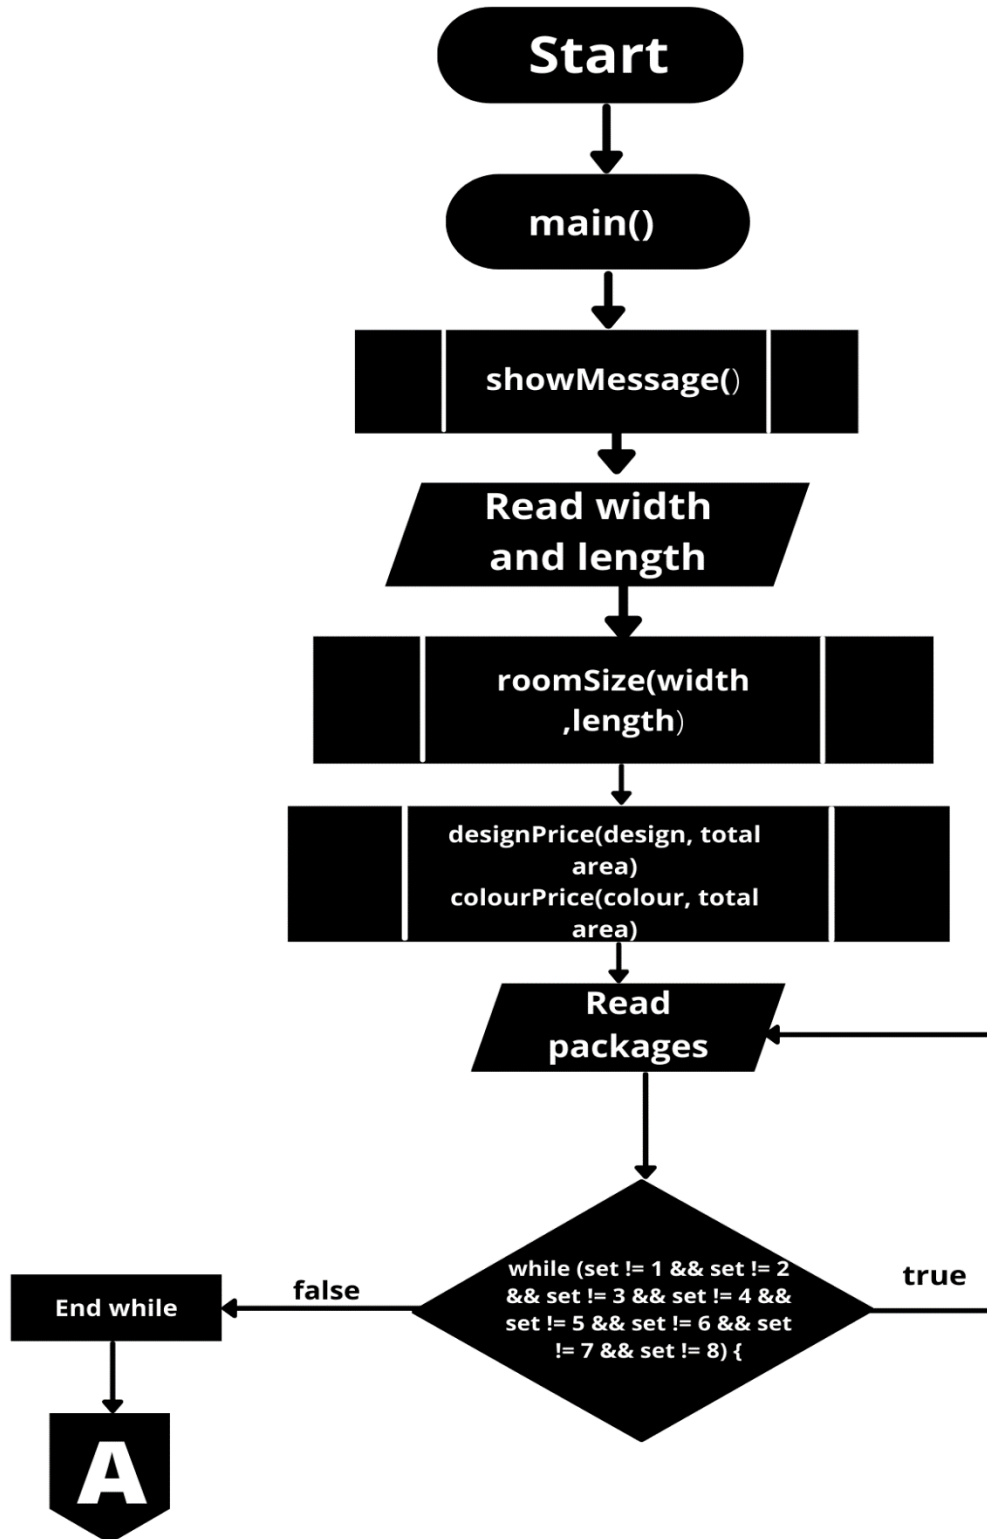 Start
main()
showMessage()
Read width
and length
roomSize(width
,length)
designPrice(design, total
area)
colourPrice(colour, total
area)
Read
packages
while (set != 1 && set != 2
&& set != 3 && set != 4 &&
set != 5 && set != 6 && set
!= 7 && set != 8) {
true
false
End while
A